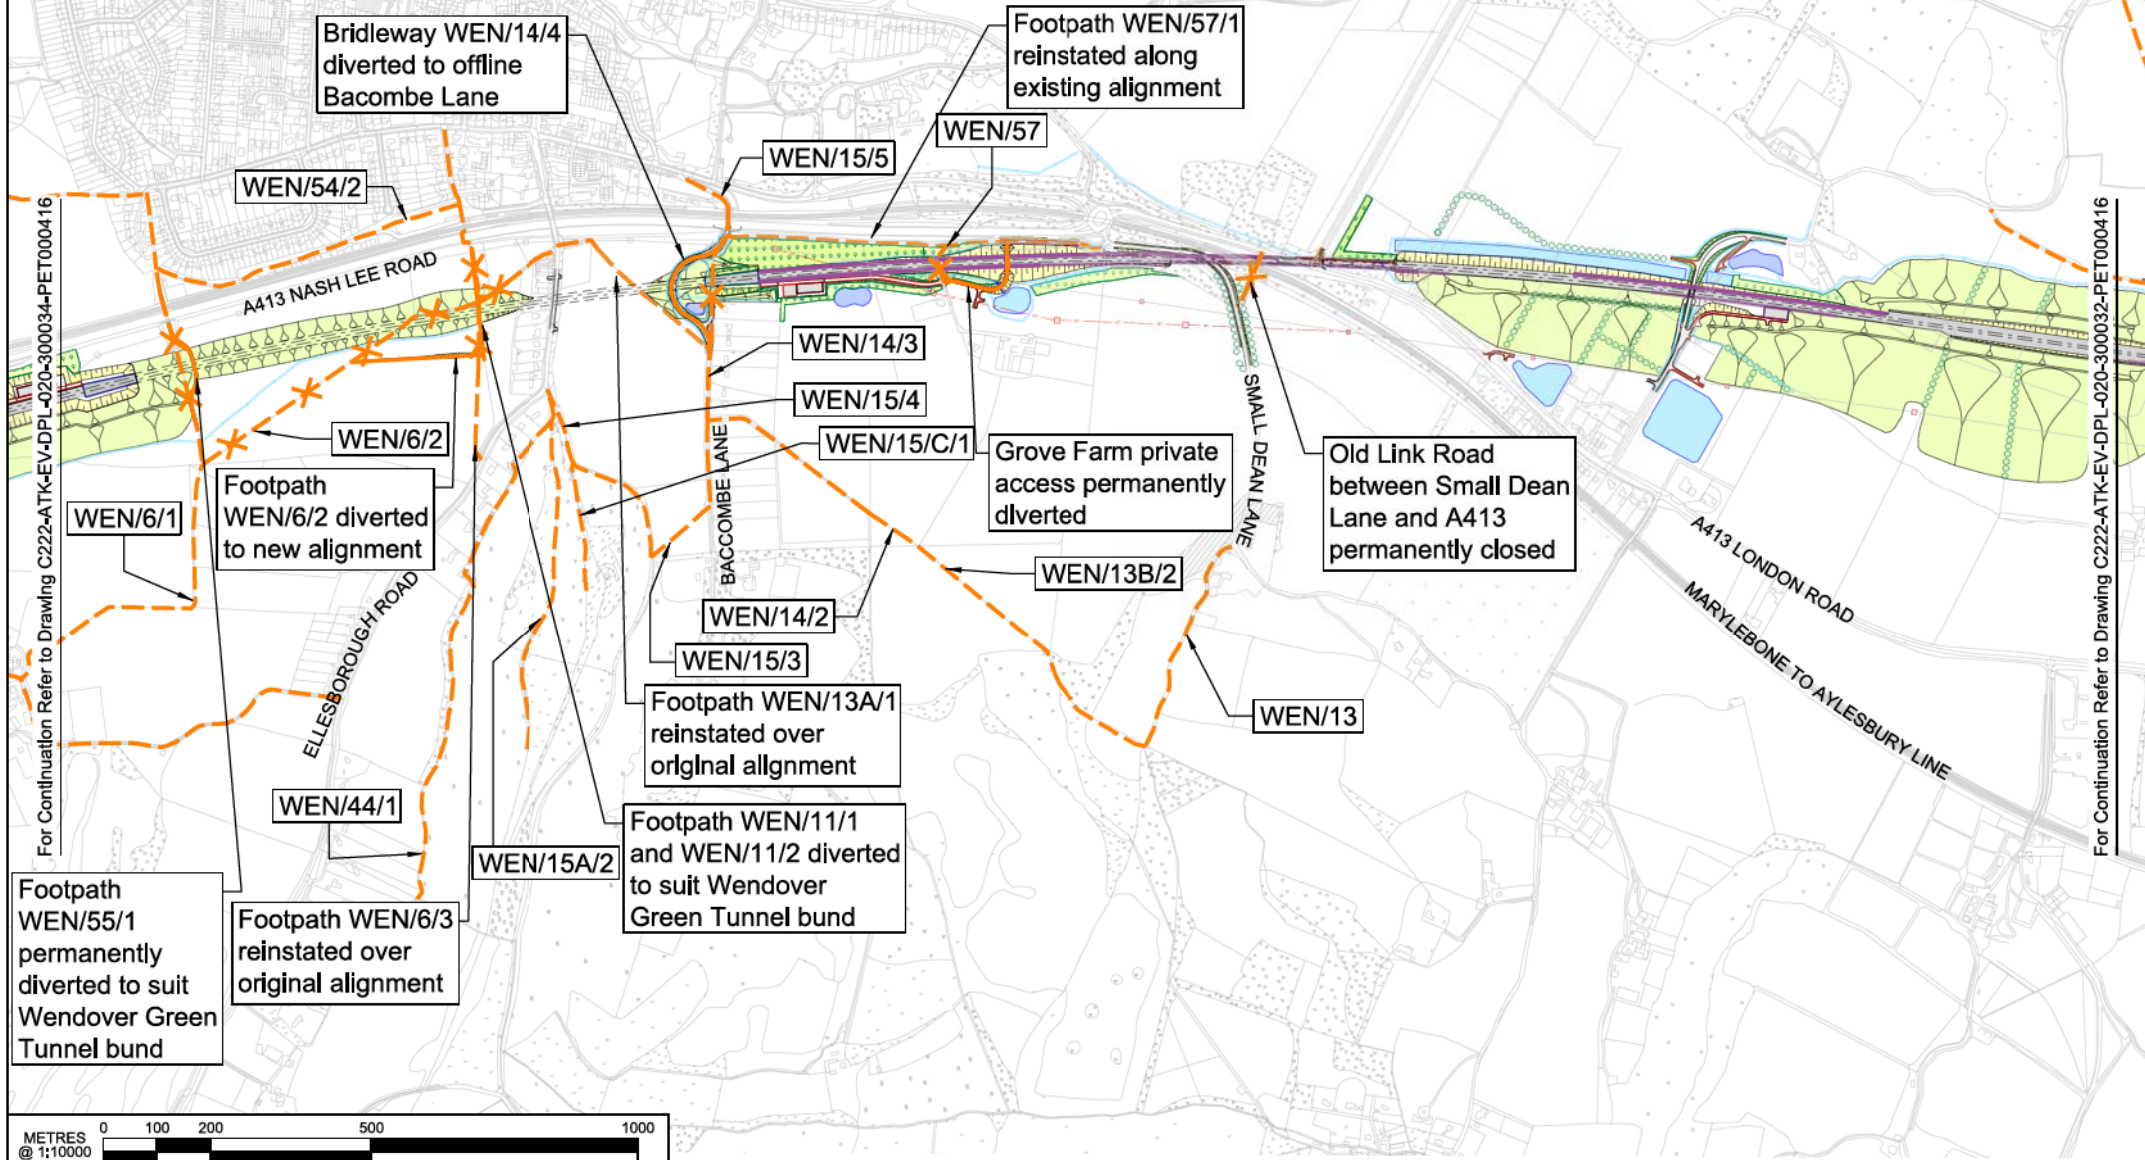 Bridleway WEN/14/4
diverted to offline
Bacombe Lane
Footpath WEN/57/1
reinstated along
existing alignment
WEN/57
WEN/15/5
WEN/54/2
A413 NASH LEE ROAD
For Continuation Refer to Drawing C222-ATK-EV-DPL-020-300034-PET000416
For Continuation Refer to Drawing C222-ATK-EV-DPL-020-300032-PET000416
WEN/14/3
WEN/15/4
WEN/15/C/1
WEN/6/2
Footpath
WEN/6/2 diverted
to new alignment
WEN/6/1
Grove Farm private
access permanently
diverted
SMALL DEAN LANE
Old Link Road
between Small Dean
Lane and A413
permanently closed
BACCOMBE LANE
WEN/13B/2
WEN/14/2
WEN/15/3
A413 LONDON ROAD
MARYLEBONE TO AYLESBURY LINE
ELLESBOROUGH ROAD
Footpath WEN/13A/1
reinstated over
original alignment
WEN/13
WEN/44/1
WEN/15A/2
Footpath WEN/11/1
and WEN/11/2 diverted
to suit Wendover
Green Tunnel bund
Footpath
WEN/55/1
permanently
diverted to suit
Wendover Green
Tunnel bund
Footpath WEN/6/3
reinstated over
original alignment
METRES
@ 1:10000
0 100 200 500 1000